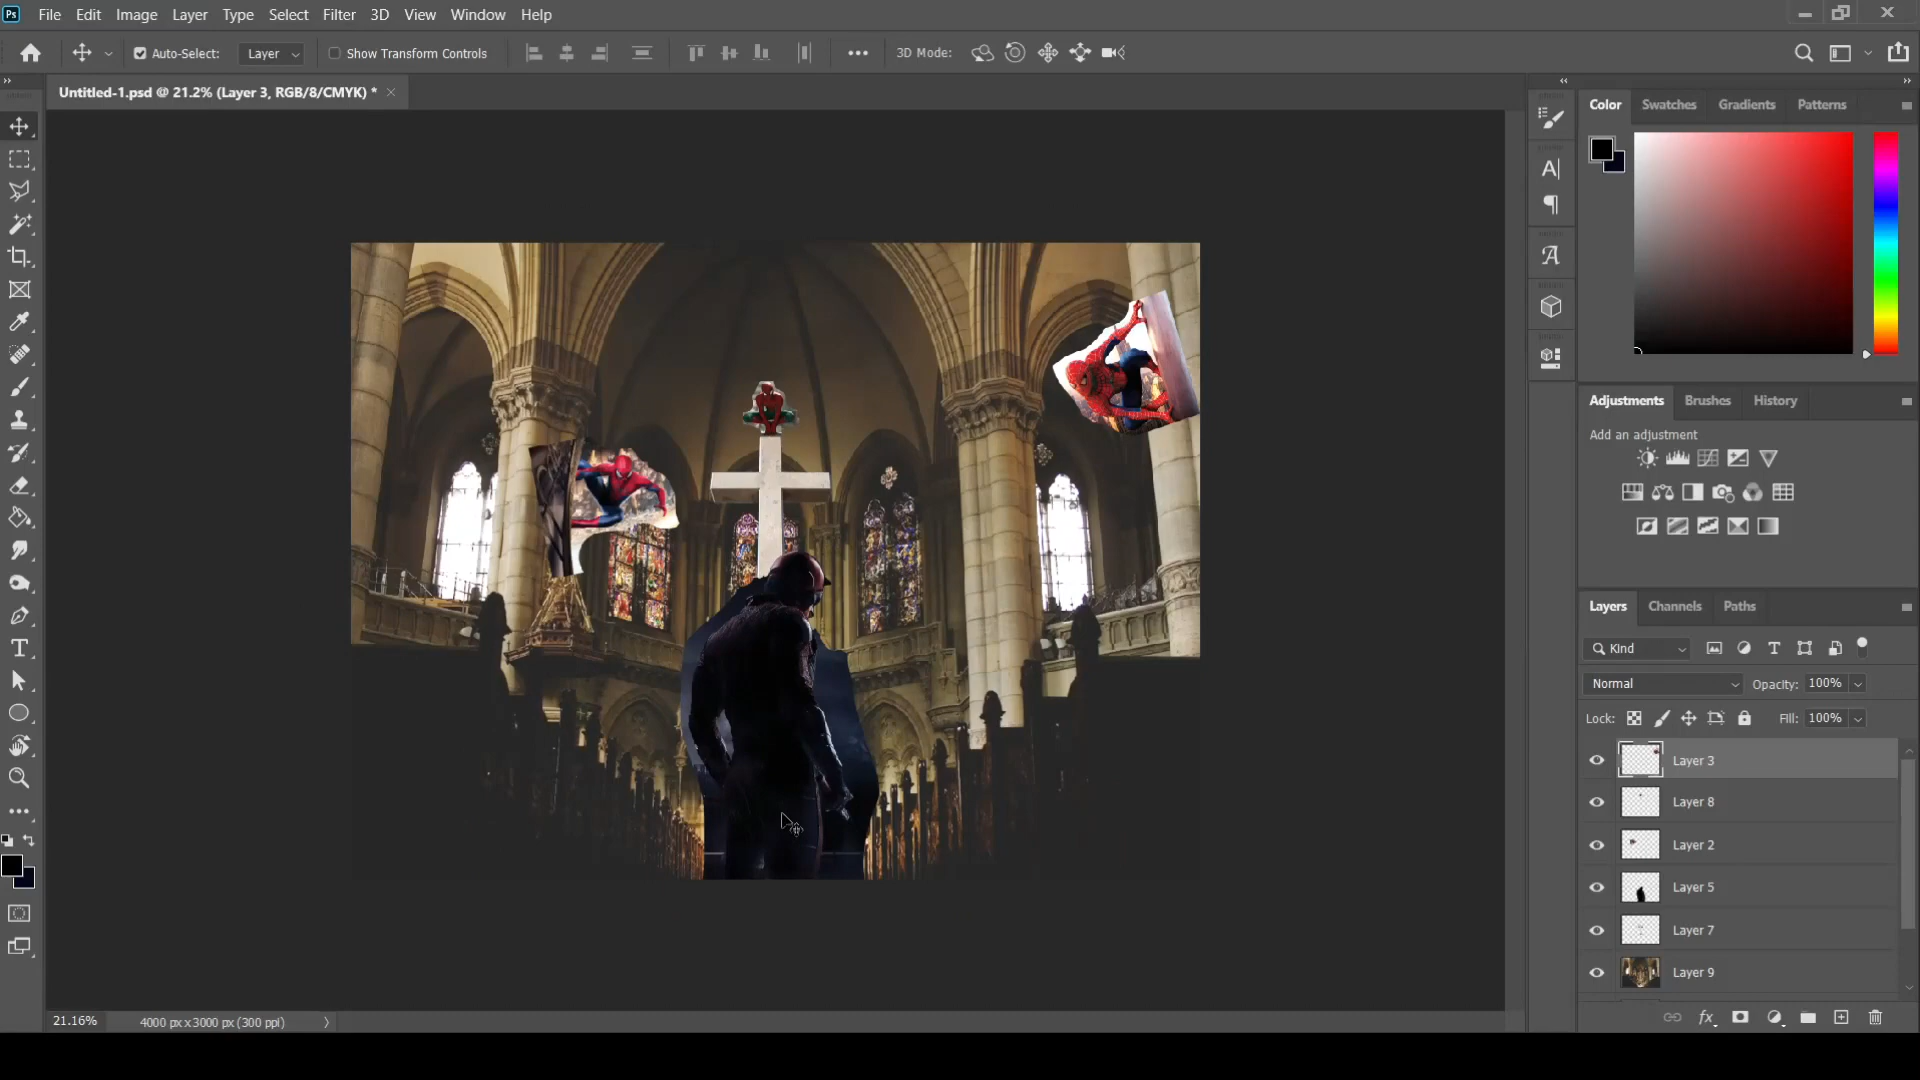 Ps File Edit Image Layer Type Select Filter 3D View Window Help
Auto-Select: Layer Show Transform Controls 3D Mode:
Untitled-1.psd @ 21.2% (Layer 3, RGB/8/CMYK) *
Color Swatches Gradients Patterns
Adjustments Brushes History
Add an adjustment
Layers Channels Paths
Kind
Normal Opacity: 100%
Lock: Fill: 100%
Layer 3
Layer 8
Layer 2
Layer 5
Layer 7
Layer 9
21.16% 4000 px x 3000 px (300 ppi)